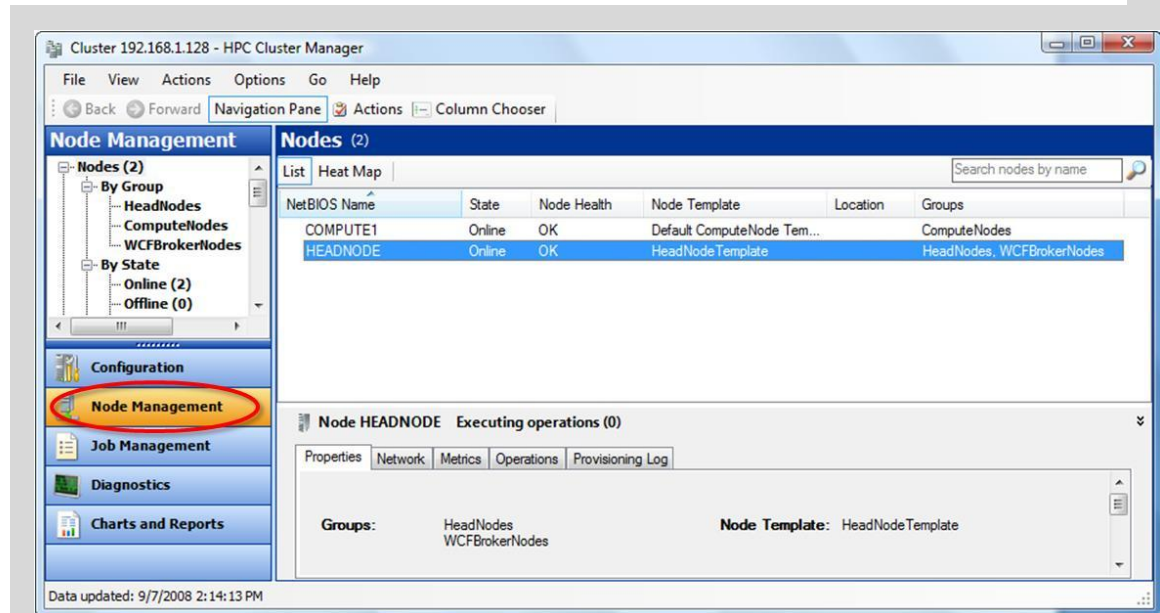 Cluster 192.168.1.128 - HPC Cluster Manager
File View Actions Options Go Help
Back Forward Navigation Pane Actions Column Chooser
Node Management
Nodes (2)
By Group
HeadNodes
ComputeNodes
WCFBrokerNodes
By State
Online (2)
Offline (0)
Configuration
Node Management
Job Management
Diagnostics
Charts and Reports
Nodes (2)
List Heat Map Search nodes by name
NetBIOS Name State Node Health Node Template Location Groups
COMPUTE1 Online OK Default ComputeNode Tem... ComputeNodes
HEADNODE Online OK HeadNodeTemplate HeadNodes, WCFBrokerNodes
Node HEADNODE Executing operations (0)
Properties Network Metrics Operations Provisioning Log
Groups: HeadNodes Node Template: HeadNodeTemplate
WCFBrokerNodes
Data updated: 9/7/2008 2:14:13 PM